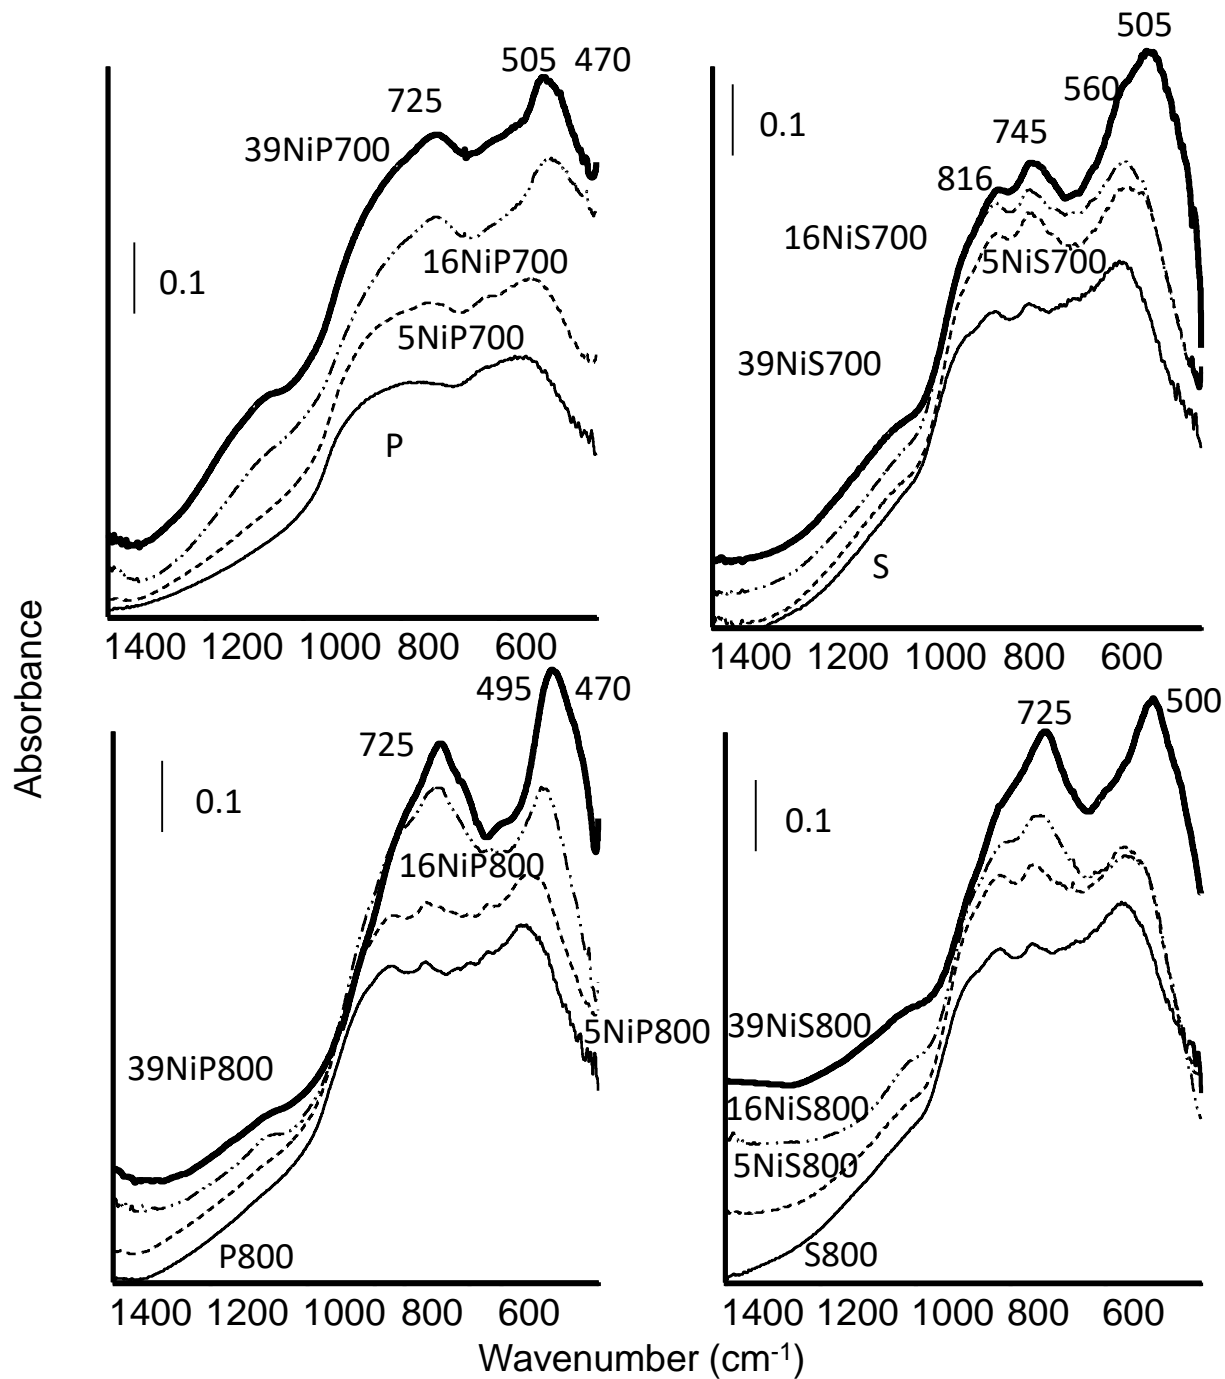 505 470
725
39NiP700
0.1
16NiP700
5NiP700
P
1400 1200 1000 800 600
505
560
0.1
745
816
16NiS700
5NiS700
39NiS700
S
1400 1200 1000 800 600
Absorbance
495 470
725
0.1
16NiP800
5NiP800
39NiP800
P800
1400 1200 1000 800 600
500
725
0.1
39NiS800
16NiS800
5NiS800
S800
1400 1200 1000 800 600
Wavenumber (cm-1)